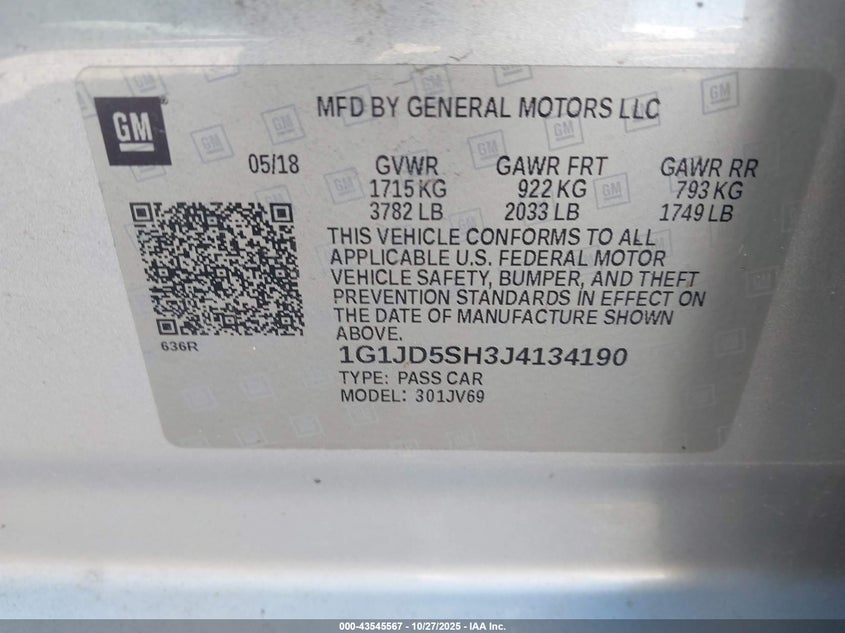 GM
MFD BY GENERAL MOTORS LLC
05/18 GVWR GAWR FRT GAWR RR
1715 KG 922 KG 793 KG
3782 LB 2033 LB 1749 LB
THIS VEHICLE CONFORMS TO ALL
APPLICABLE U.S. FEDERAL MOTOR
VEHICLE SAFETY, BUMPER, AND THEFT
PREVENTION STANDARDS IN EFFECT ON
THE DATE OF MANUFACTURE SHOWN
ABOVE.
636R
1G1JD5SH3J4134190
TYPE: PASS CAR
MODEL: 301JV69
000-43545567 - 10/27/2025 - IAA Inc.